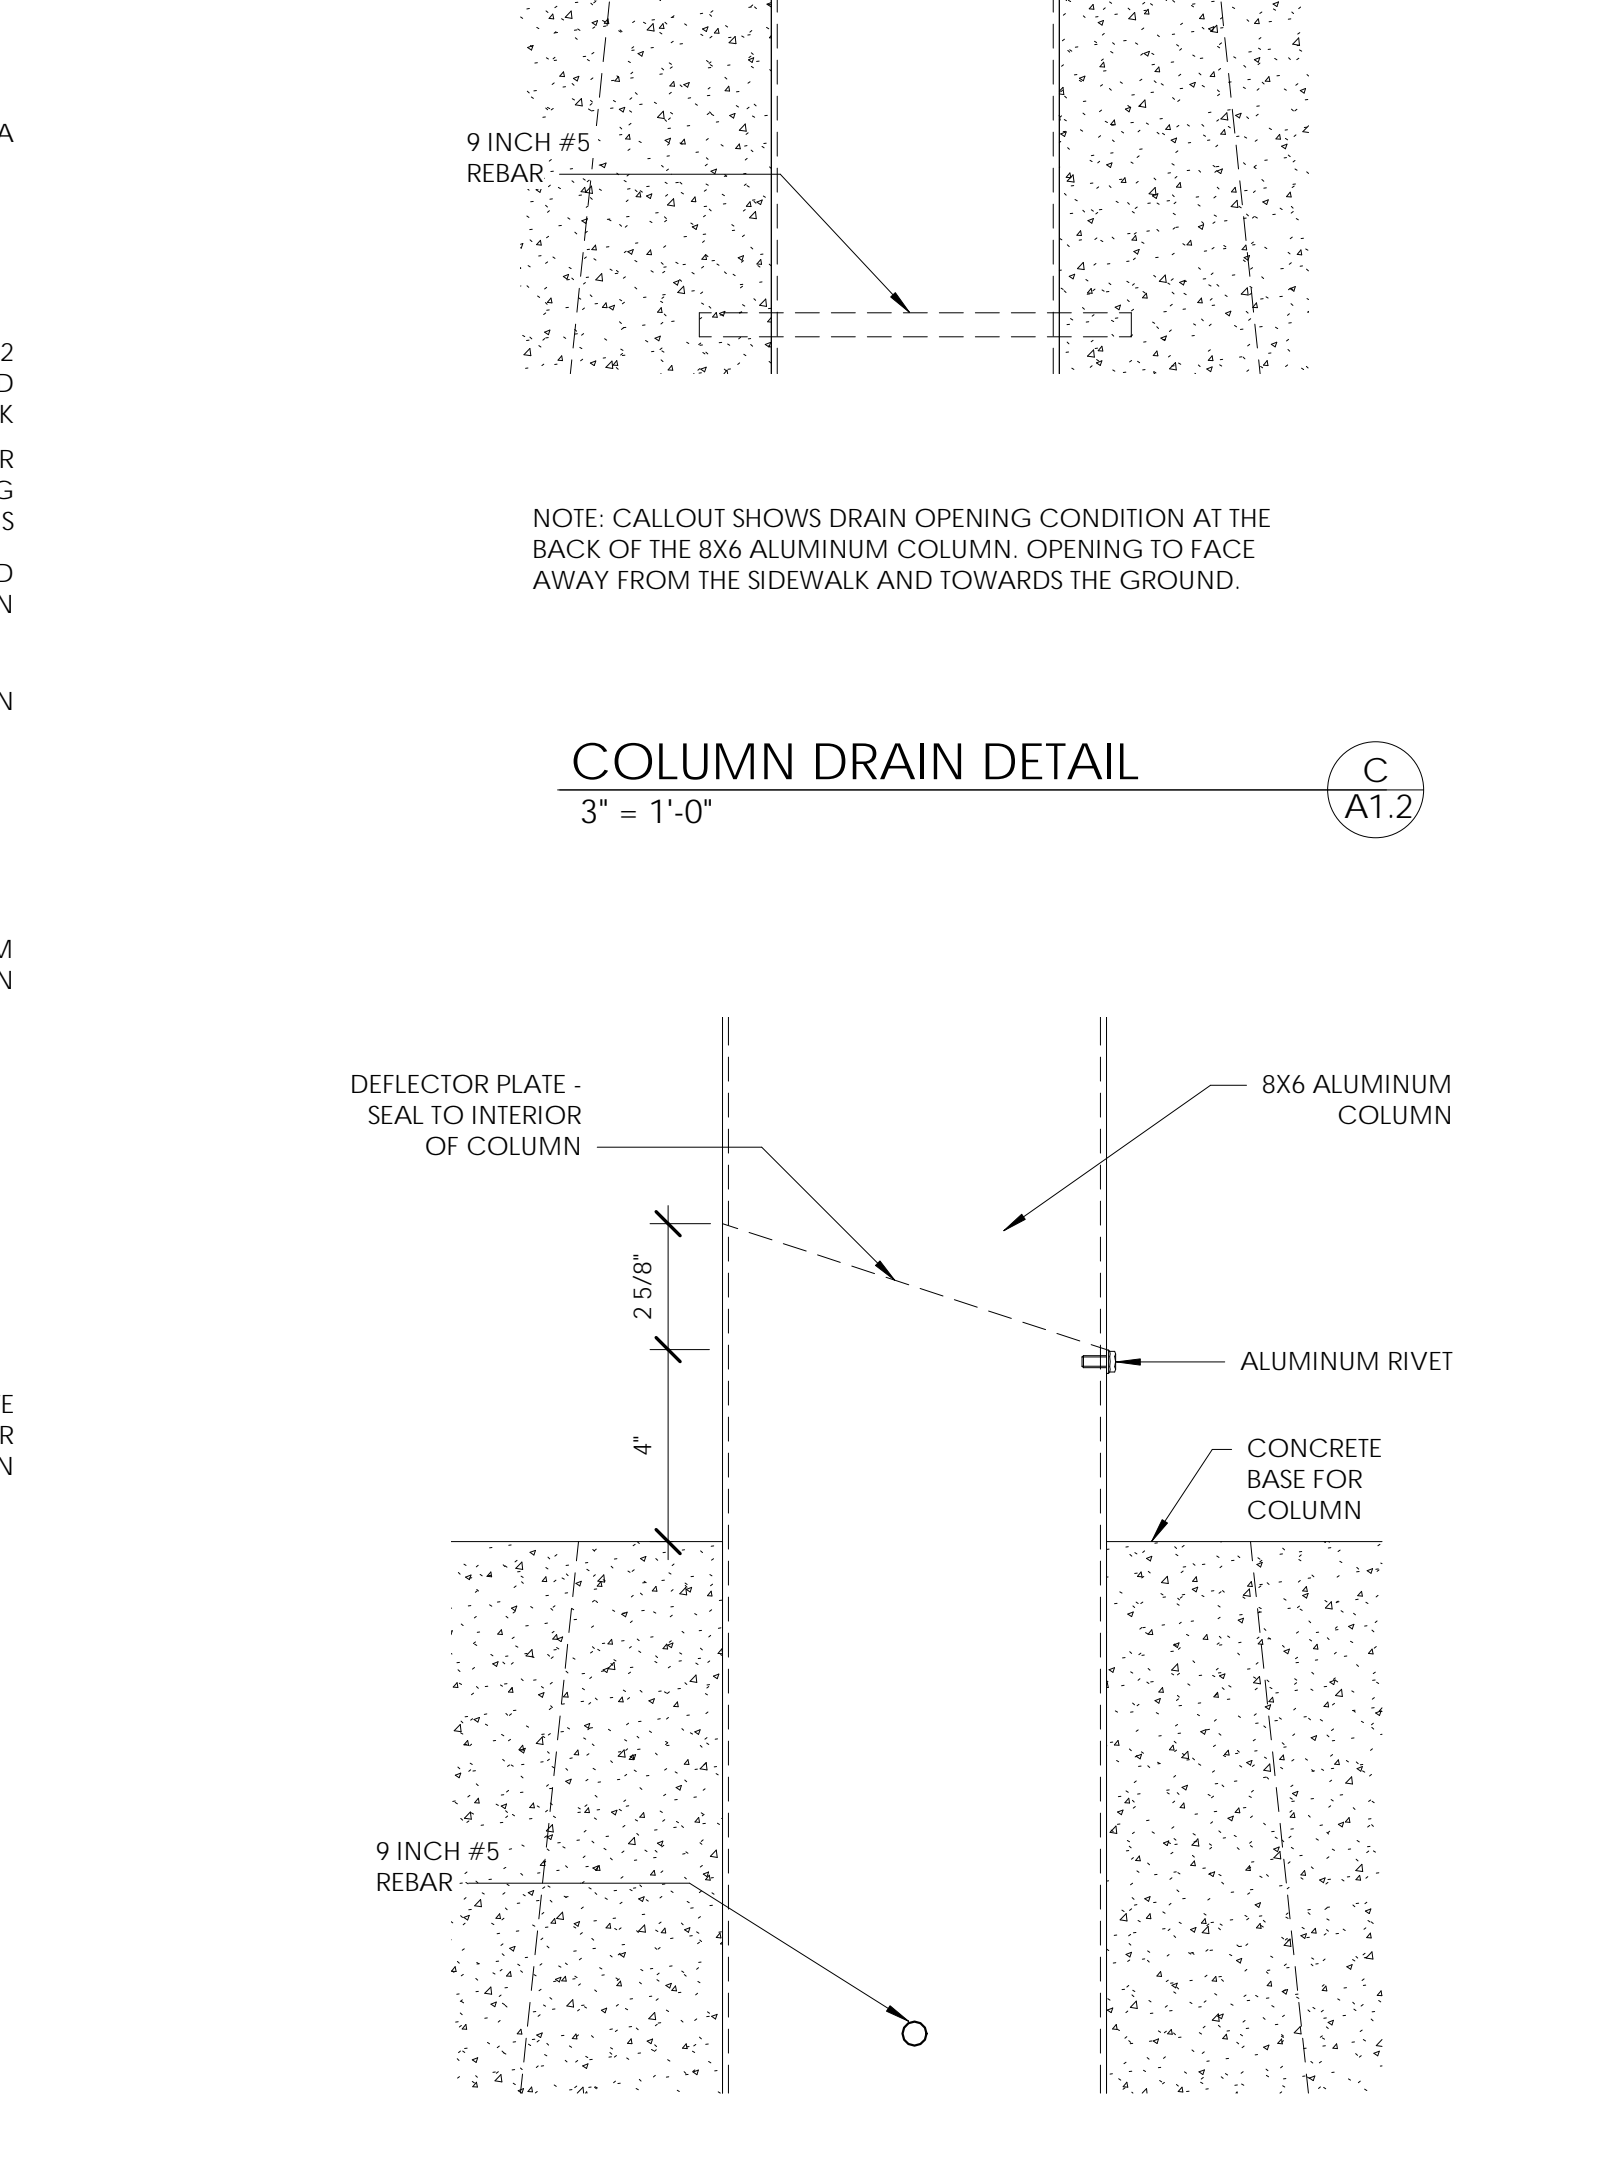 A
9 INCH #5
REBAR
2
D
K
R
G
S
D
N
NOTE: CALLOUT SHOWS DRAIN OPENING CONDITION AT THE
BACK OF THE 8X6 ALUMINUM COLUMN. OPENING TO FACE
AWAY FROM THE SIDEWALK AND TOWARDS THE GROUND.
N
COLUMN DRAIN DETAIL
3" = 1'-0"
C
A1.2
M
N
DEFLECTOR PLATE -
SEAL TO INTERIOR
OF COLUMN
8X6 ALUMINUM
COLUMN
2 5/8"
ALUMINUM RIVET
4"
CONCRETE
BASE FOR
COLUMN
E
R
N
9 INCH #5
REBAR